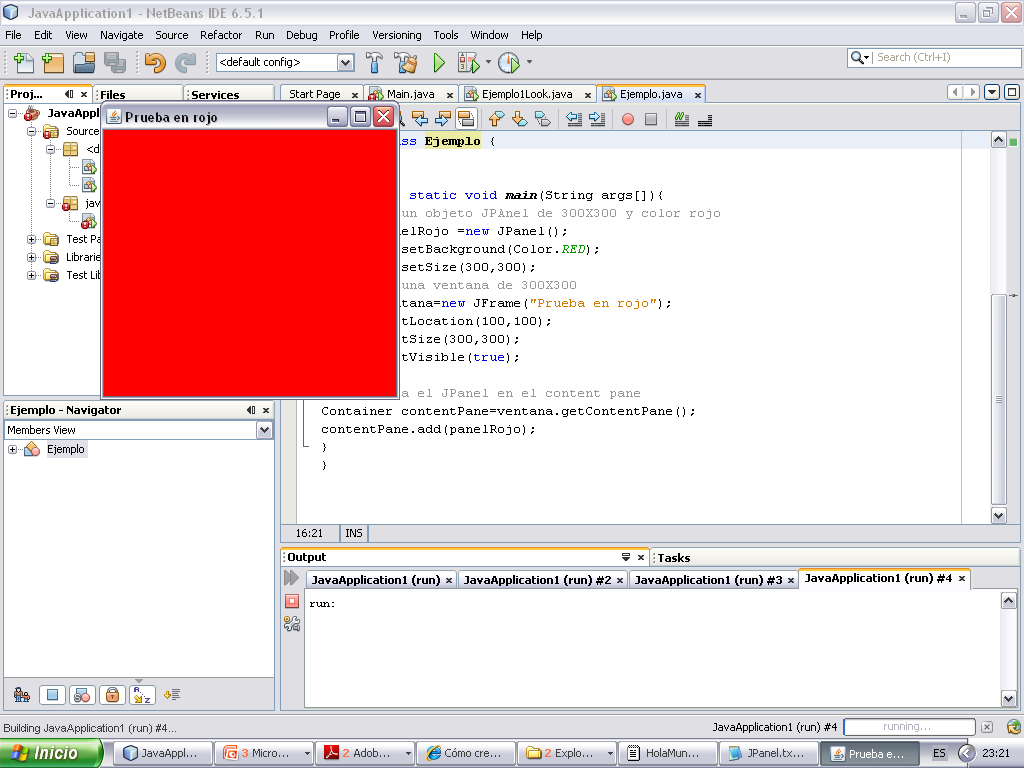 JavaApplication1 - NetBeans IDE 6.5.1
File Edit View Navigate Source Refactor Run Debug Profile Versioning Tools Window Help
<default config>
Search (Ctrl+I)
Proj... Files Services
Start Page Main.java Ejemplo1Look.java Ejemplo.java
JavaAppl
Source
<d
jav
Test Pa
Librarie
Test Lib
Prueba en rojo
ss Ejemplo {
static void main(String args[]){
un objeto JPAnel de 300X300 y color rojo
nelRojo =new JPanel();
setBackground(Color.RED);
setSize(300,300);
una ventana de 300X300
tana=new JFrame("Prueba en rojo");
tLocation(100,100);
tSize(300,300);
tVisible(true);
a el JPanel en el content pane
Container contentPane=ventana.getContentPane();
contentPane.add(panelRojo);
}
}
16:21 INS
Ejemplo - Navigator
Members View
Ejemplo
Output Tasks
JavaApplication1 (run) JavaApplication1 (run) #2 JavaApplication1 (run) #3 JavaApplication1 (run) #4
run:
Building JavaApplication1 (run) #4...
JavaApplication1 (run) #4 running...
Inicio JavaAppl... 3 Micro... 2 Adob... Cómo cre... 2 Explo... HolaMun... JPanel.tx... Prueba e... ES 23:21